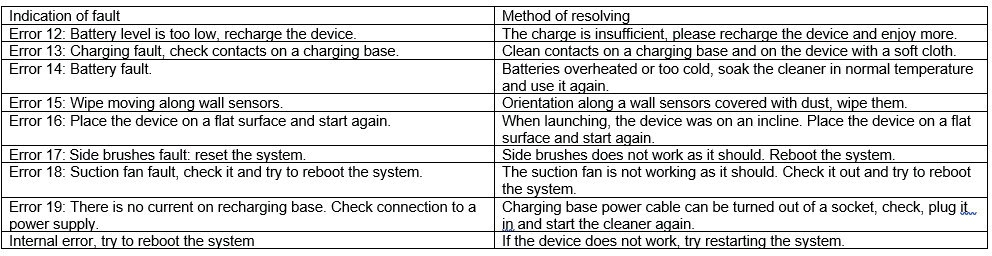 Indication of fault
Method of resolving
Error 12: Battery level is too low, recharge the device.
The charge is insufficient, please recharge the device and enjoy more.
Error 13: Charging fault, check contacts on a charging base.
Clean contacts on a charging base and on the device with a soft cloth.
Error 14: Battery fault.
Batteries overheated or too cold, soak the cleaner in normal temperature
and use it again.
Error 15: Wipe moving along wall sensors.
Orientation along a wall sensors covered with dust, wipe them.
Error 16: Place the device on a flat surface and start again.
When launching, the device was on an incline. Place the device on a flat
surface and start again.
Error 17: Side brushes fault: reset the system.
Side brushes does not work as it should. Reboot the system.
Error 18: Suction fan fault, check it and try to reboot the system.
The suction fan is not working as it should. Check it out and try to reboot
the system.
Error 19: There is no current on recharging base. Check connection to a
power supply.
Charging base power cable can be turned out of a socket, check, plug it
in and start the cleaner again.
Internal error, try to reboot the system
If the device does not work, try restarting the system.